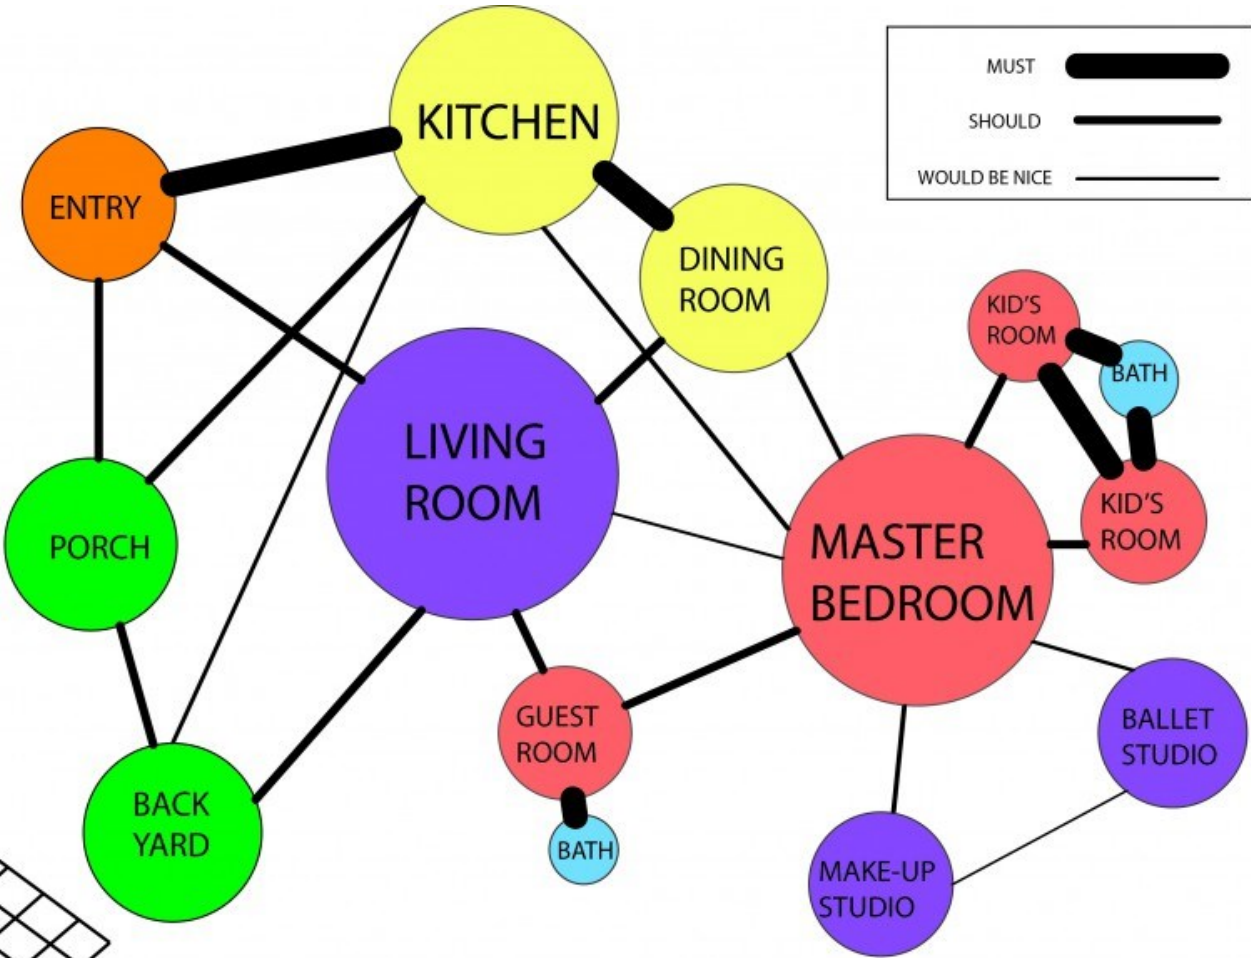 KITCHEN
MUST
SHOULD
WOULD BE NICE
ENTRY
DINING
ROOM
KID'S
ROOM
BATH
LIVING
ROOM
PORCH
MASTER
BEDROOM
KID'S
ROOM
GUEST
ROOM
BALLET
STUDIO
BACK
YARD
BATH
MAKE-UP
STUDIO